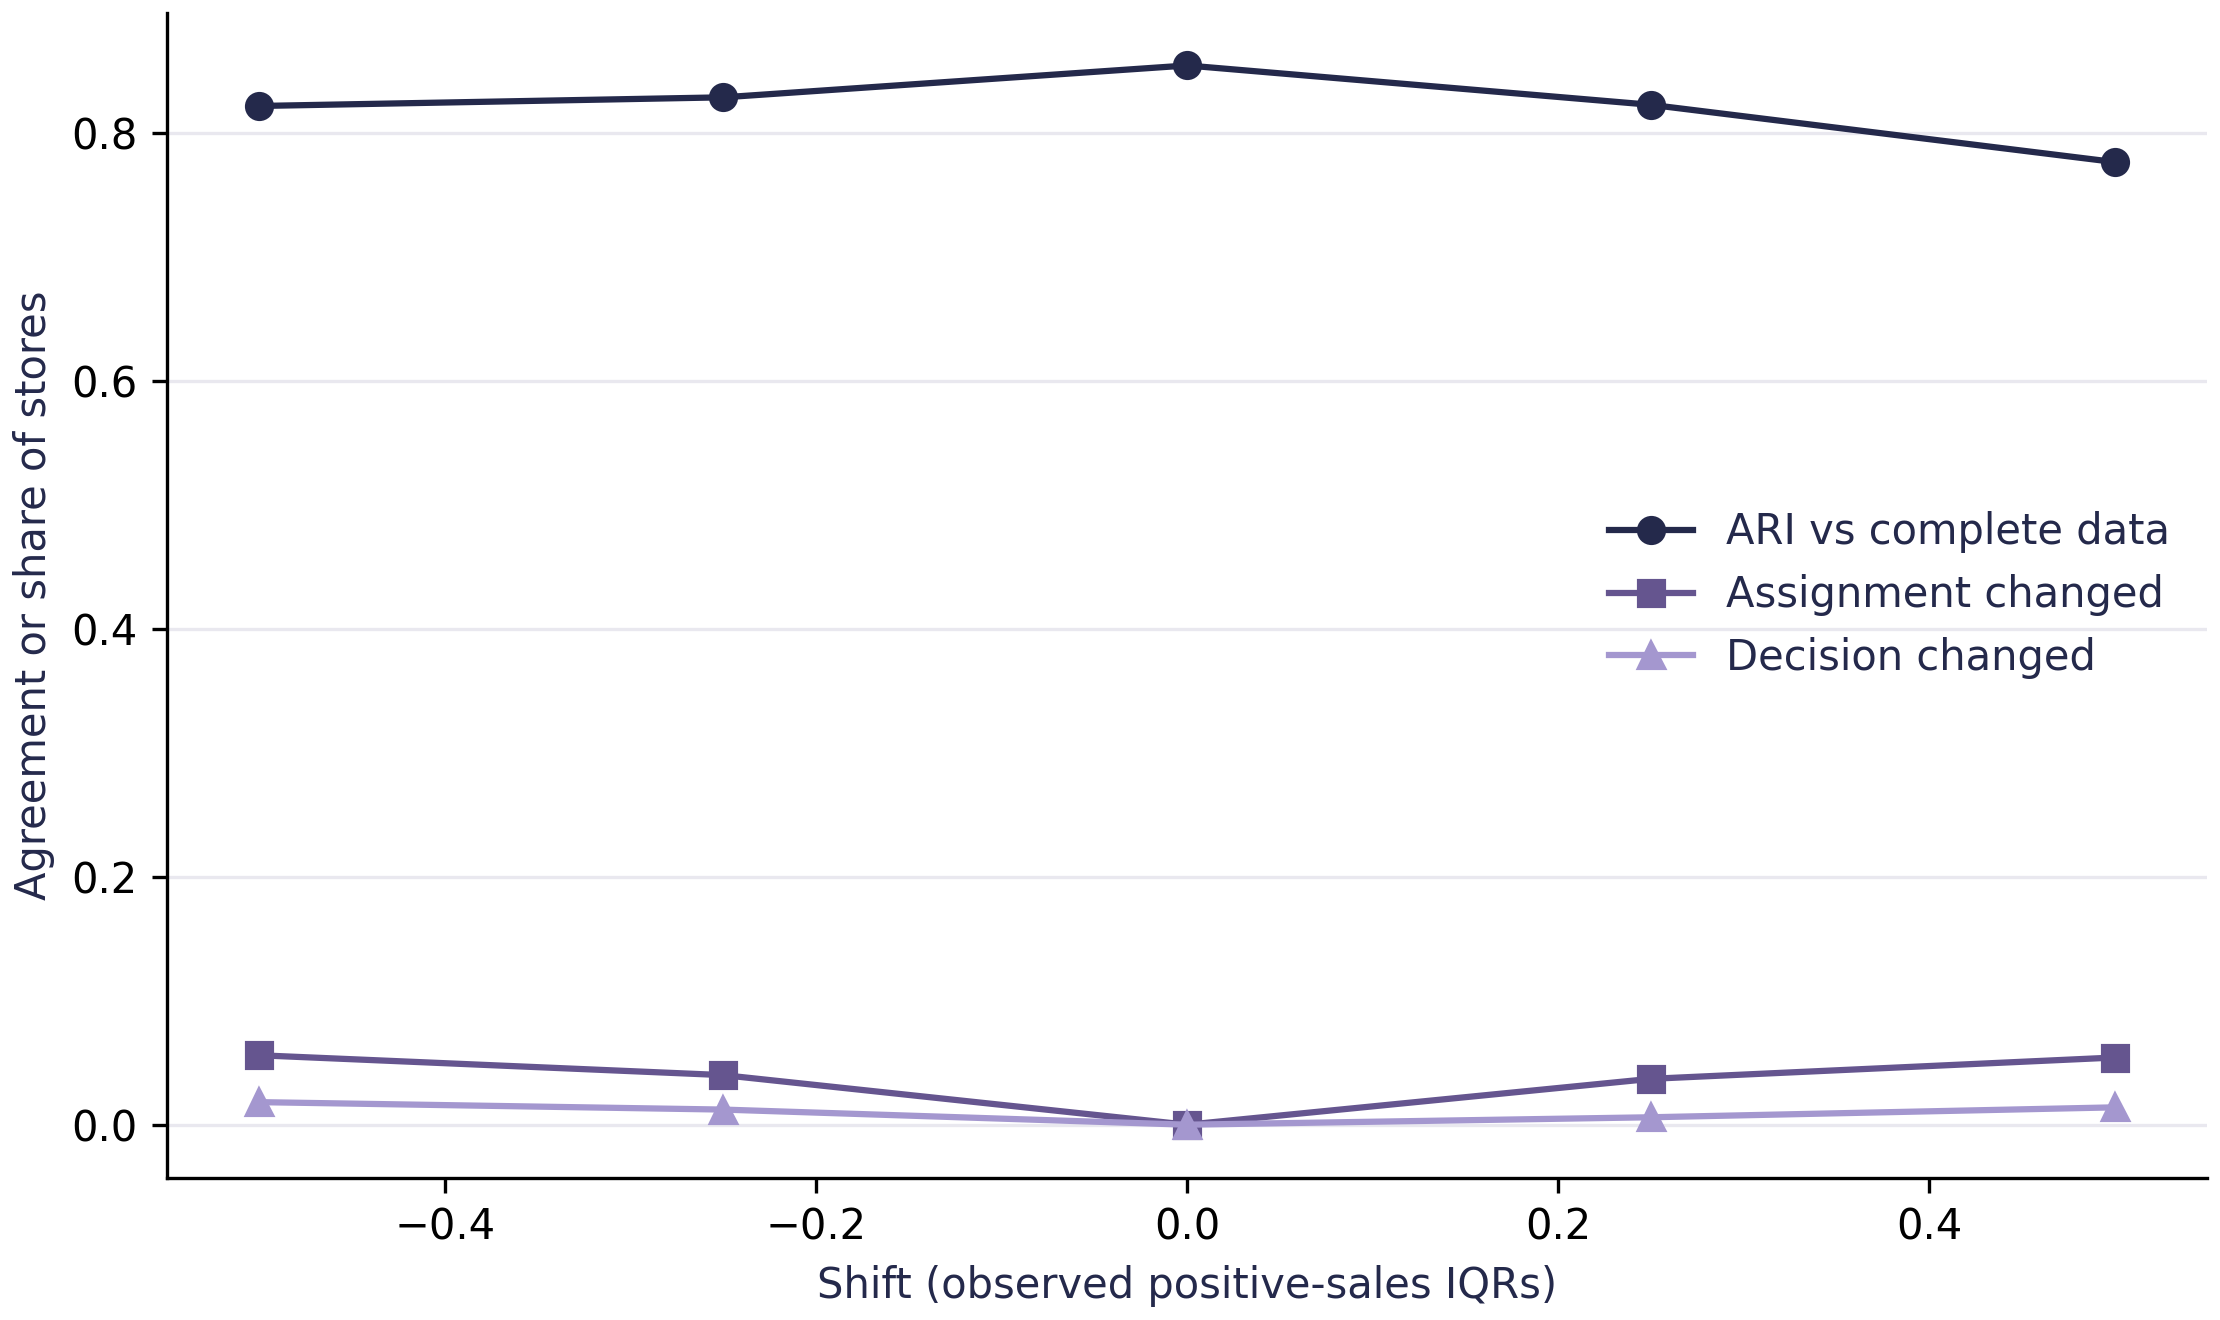 Agreement or share of stores
0.8
0.6
0.4
0.2
0.0
ARI vs complete data
Assignment changed
Decision changed
−0.4 −0.2 0.0 0.2 0.4
Shift (observed positive-sales IQRs)